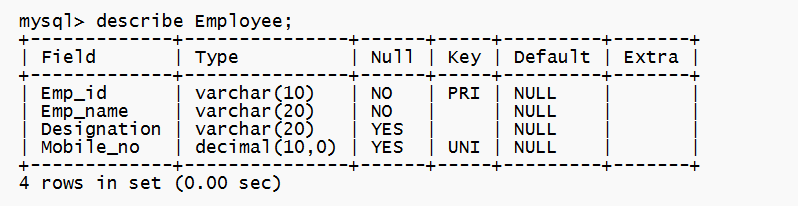 mysql> describe Employee;
+-------------+---------------+------+-----+---------+-------+
| Field       | Type          | Null | Key | Default | Extra |
+-------------+---------------+------+-----+---------+-------+
| Emp_id      | varchar(10)   | NO   | PRI | NULL    |       |
| Emp_name    | varchar(20)   | NO   |     | NULL    |       |
| Designation | varchar(20)   | YES  |     | NULL    |       |
| Mobile_no   | decimal(10,0) | YES  | UNI | NULL    |       |
+-------------+---------------+------+-----+---------+-------+
4 rows in set (0.00 sec)